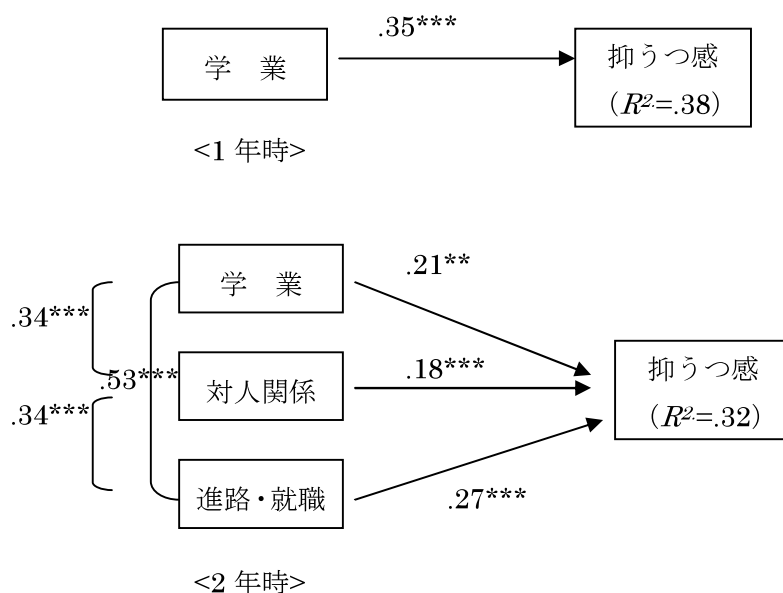 .35***
学　業
抑うつ感
（R²=.38）
<1 年時>
学　業
.21**
.34***
.53***
対人関係
.18***
抑うつ感
（R²=.32）
.34***
進路・就職
.27***
<2 年時>